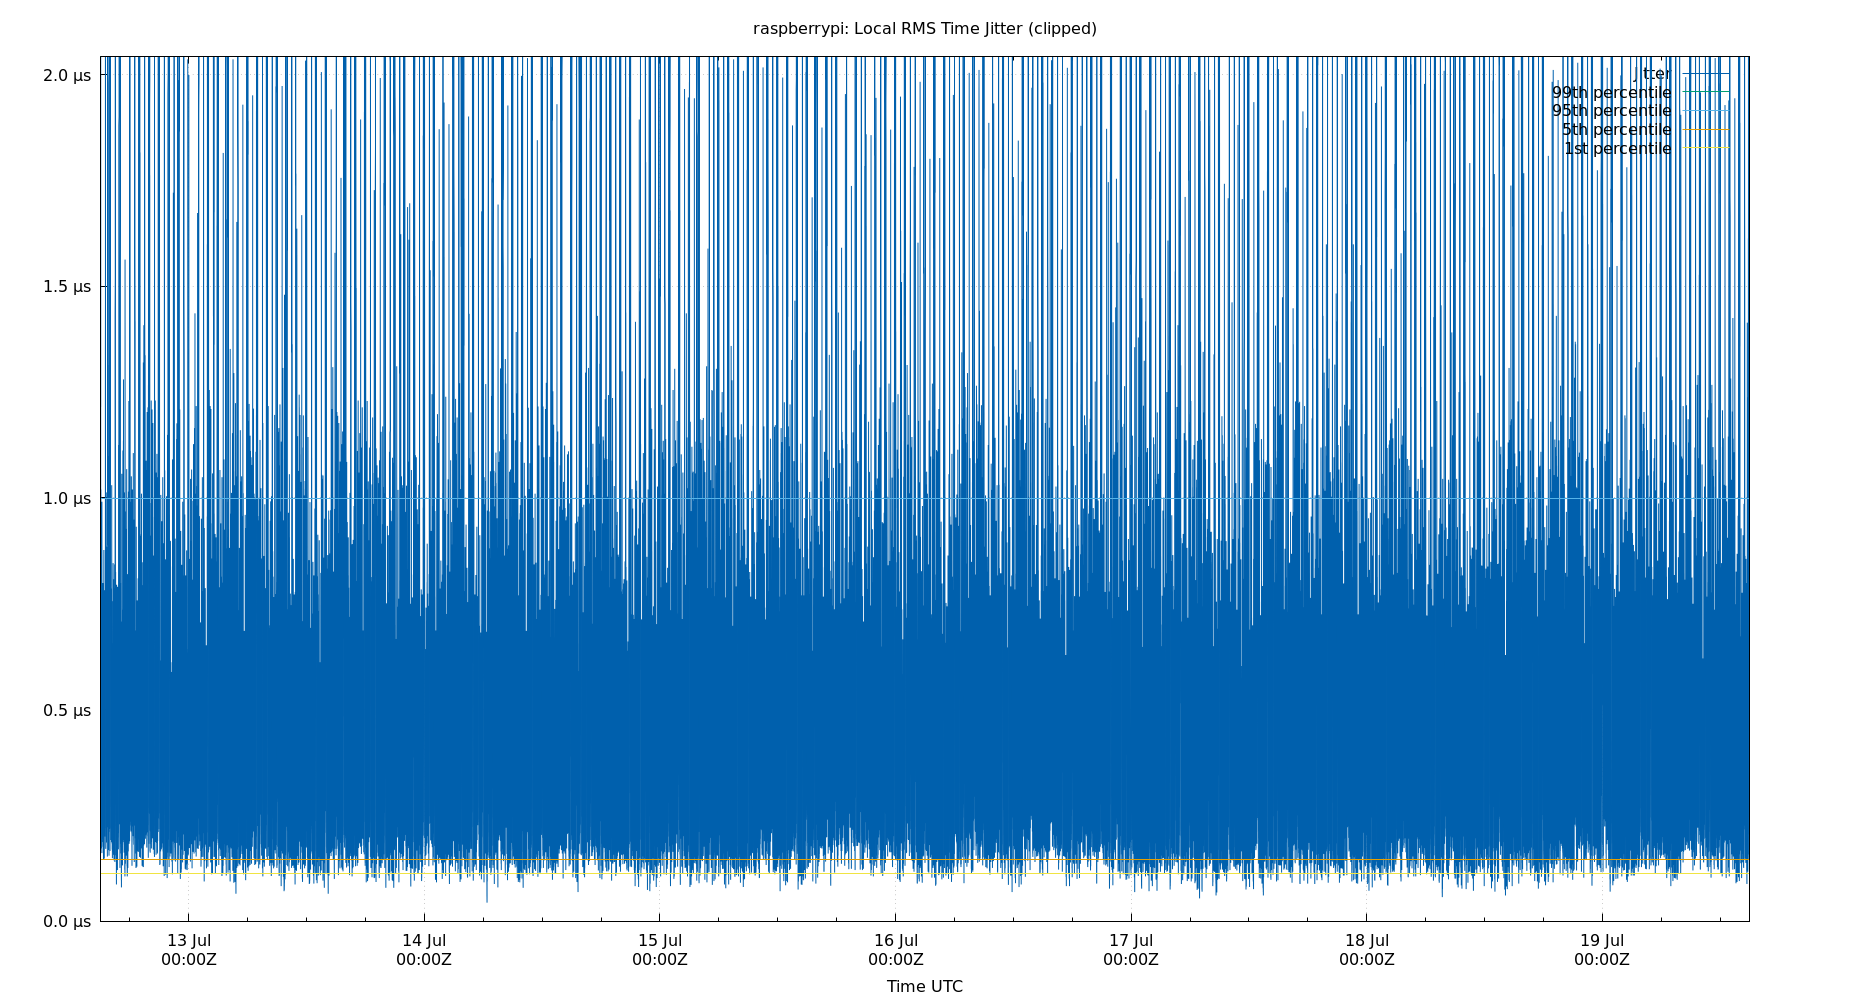 raspberrypi: Local RMS Time Jitter (clipped)
2.0 µs
1.5 µs
1.0 µs
0.5 µs
0.0 µs
Jitter
99th percentile
95th percentile
5th percentile
1st percentile
13 Jul
00:00Z
14 Jul
00:00Z
15 Jul
00:00Z
16 Jul
00:00Z
17 Jul
00:00Z
18 Jul
00:00Z
19 Jul
00:00Z
Time UTC